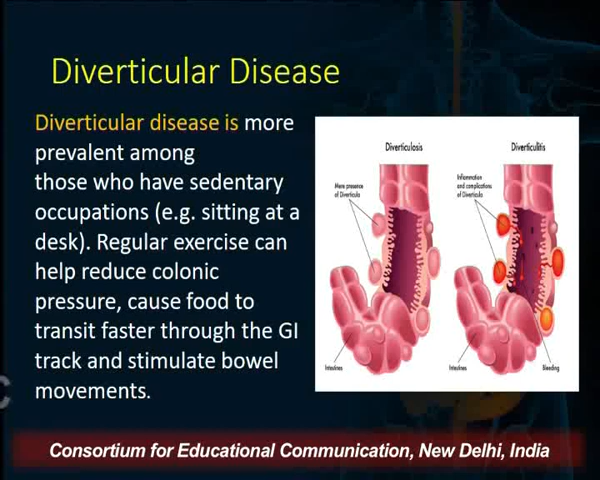 Diverticular Disease
Diverticular disease is more
prevalent among
those who have sedentary
occupations (e.g. sitting at a
desk). Regular exercise can
help reduce colonic
pressure, cause food to
transit faster through the GI
track and stimulate bowel
movements.
Diverticulosis
Mere presence
of Diverticula
Intestines
Diverticulitis
Inflammation
and complications
of Diverticula
Intestines
Bleeding
Consortium for Educational Communication, New Delhi, India